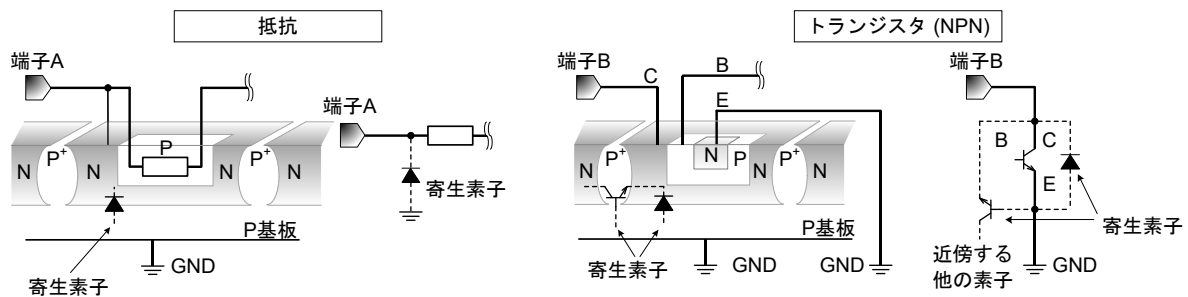 抵抗
端子A
P
N
P+
N
N
P+
N
P基板
寄生素子
GND
端子A
寄生素子
トランジスタ (NPN)
端子B
C
B
E
N
P+
N
N
P
N
P+
N
P基板
寄生素子
GND
GND
端子B
B
C
E
寄生素子
近傍する
他の素子
GND